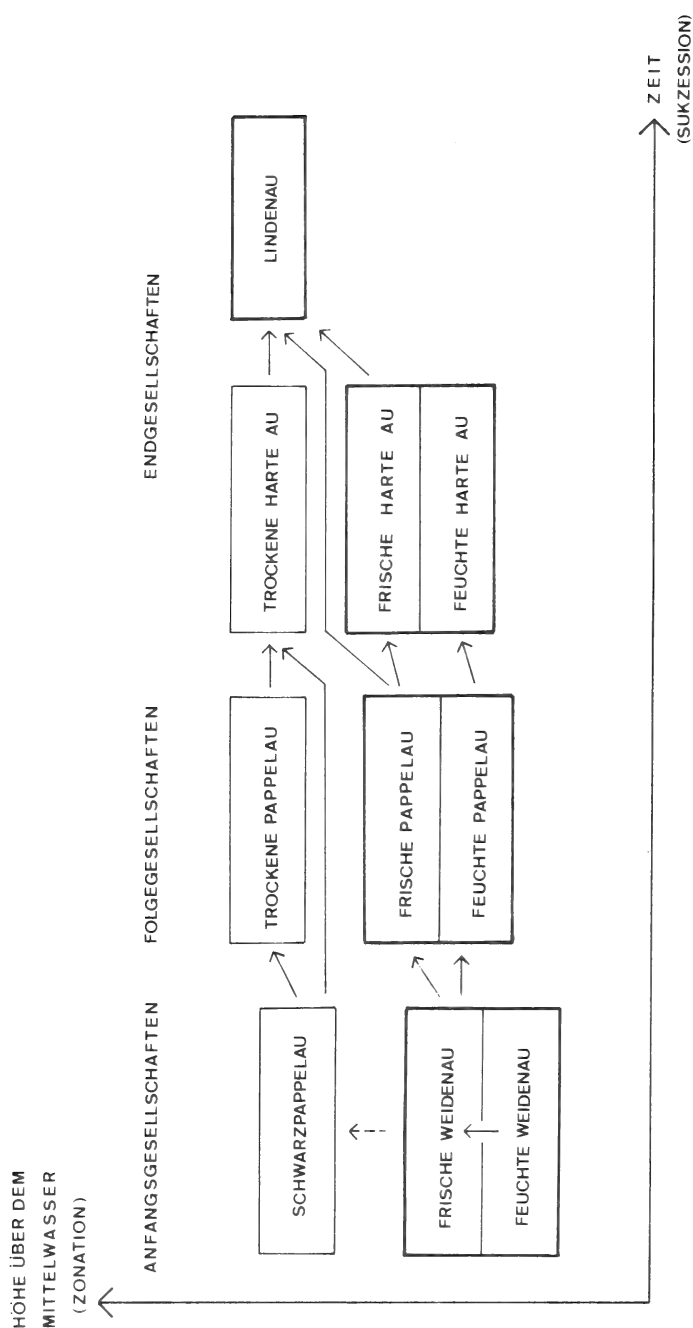 HÖHE ÜBER DEM
MITTELWASSER
(ZONATION)
ANFANGSGESELLSCHAFTEN
FOLGEGESELLSCHAFTEN
ENDGESELLSCHAFTEN
SCHWARZPAPPELAU
TROCKENE PAPPELAU
TROCKENE HARTE AU
LINDENAU
FRISCHE WEIDENAU
FEUCHTE WEIDENAU
FRISCHE PAPPELAU
FEUCHTE PAPPELAU
FRISCHE HARTE AU
FEUCHTE HARTE AU
ZEIT
(SUKZESSION)